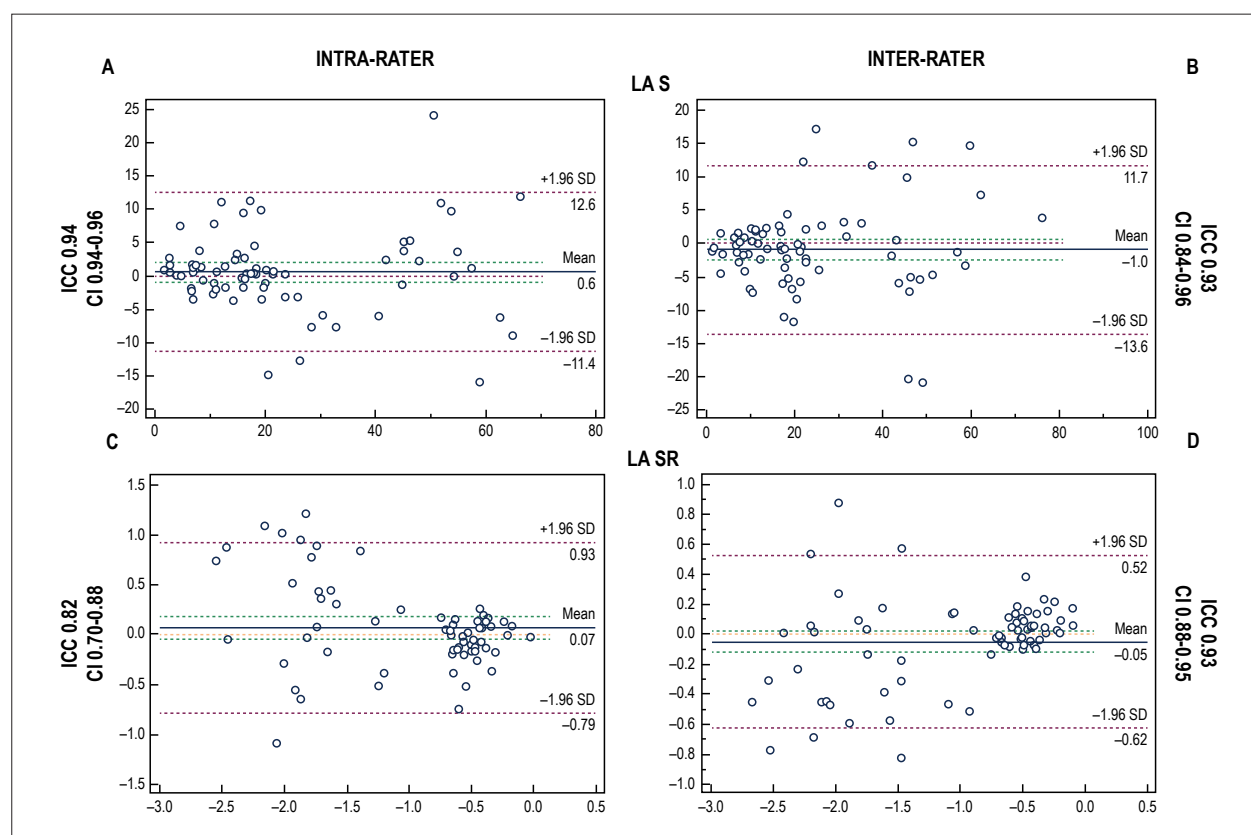 INTRA-RATER
INTER-RATER
A
LA S
B
ICC 0.94
CI 0.94-0.96
25
20
15
10
5
0
–5
–10
–15
–20
+1.96 SD
12.6
Mean
0.6
–1.96 SD
–11.4
0 20 40 60 80
20
15
10
5
0
–5
–10
–15
–20
–25
+1.96 SD
11.7
Mean
–1.0
–1.96 SD
–13.6
0 20 40 60 80 100
ICC 0.93
CI 0.84-0.96
C
LA SR
D
ICC 0.82
CI 0.70-0.88
1.5
1.0
0.5
0.0
–0.5
–1.0
–1.5
+1.96 SD
0.93
Mean
0.07
–1.96 SD
–0.79
–3.0 –2.5 –2.0 –1.5 –1.0 –0.5 0.0 0.5
1.0
0.8
0.6
0.4
0.2
0.0
–0.2
–0.4
–0.6
–0.8
–1.0
+1.96 SD
0.52
Mean
–0.05
–1.96 SD
–0.62
–3.0 –2.5 –2.0 –1.5 –1.0 –0.5 0.0 0.5
ICC 0.93
CI 0.88-0.95